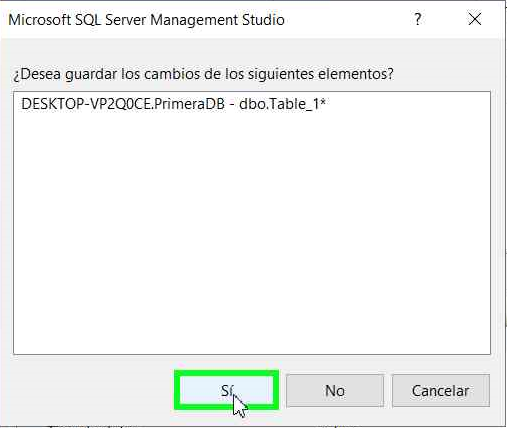 Microsoft SQL Server Management Studio
¿Desea guardar los cambios de los siguientes elementos?
DESKTOP-VP2Q0CE.PrimeraDB - dbo.Table_1*
Sí
No
Cancelar